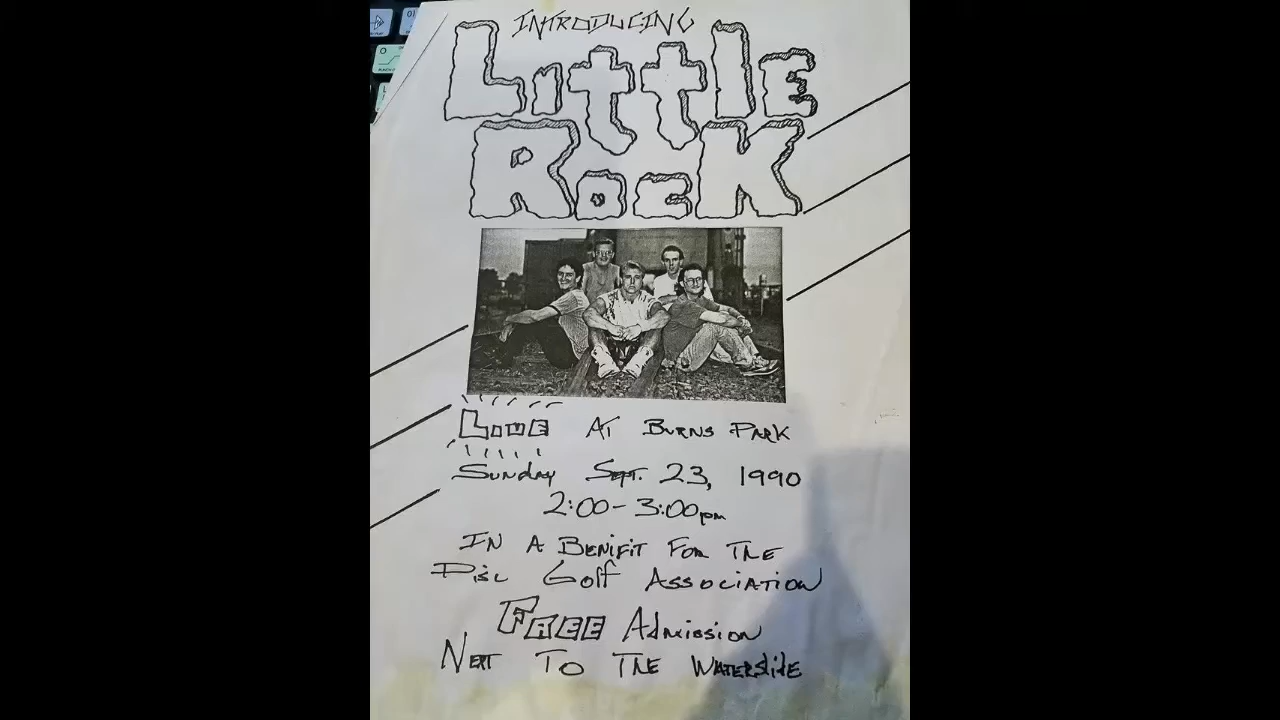 INTRODUCING
LITTLE
ROCK
LIVE AT BURNS PARK
Sunday Sept. 23, 1990
2:00-3:00pm
IN A BENIFIT FOR THE
DISC GOLF ASSOCIATION
FREE ADMISSION
NEXT TO THE WATERSLIDE